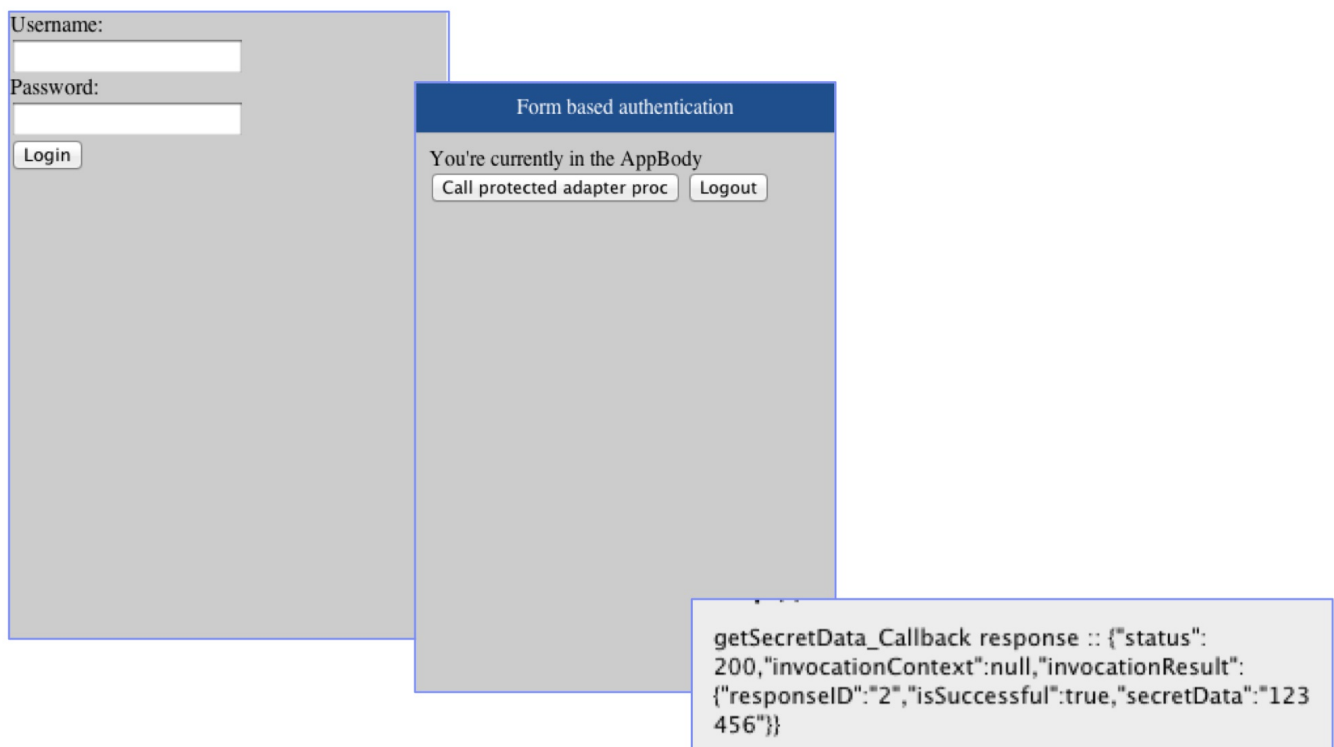 Username:
Password:
Login
Form based authentication
You're currently in the AppBody
Call protected adapter proc Logout
getSecretData_Callback response :: {"status":
200,"invocationContext":null,"invocationResult":
{"responseID":"2","isSuccessful":true,"secretData":"123
456"}}